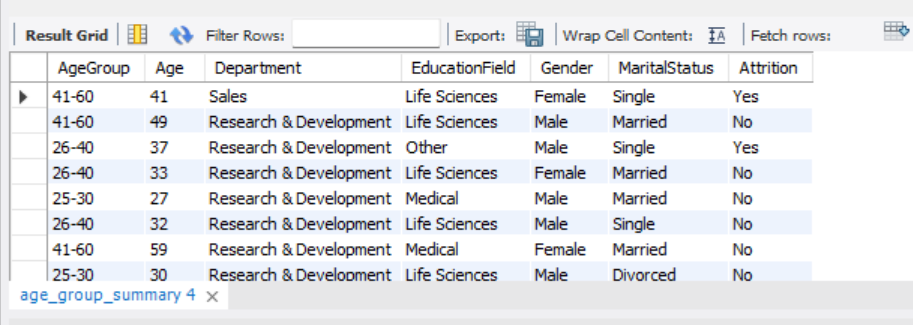 Result Grid Filter Rows: Export: Wrap Cell Content: IA Fetch rows:
AgeGroup Age Department EducationField Gender MaritalStatus Attrition
41-60 41 Sales Life Sciences Female Single Yes
41-60 49 Research & Development Life Sciences Male Married No
26-40 37 Research & Development Other Male Single Yes
26-40 33 Research & Development Life Sciences Female Married No
25-30 27 Research & Development Medical Male Married No
26-40 32 Research & Development Life Sciences Male Single No
41-60 59 Research & Development Medical Female Married No
25-30 30 Research & Development Life Sciences Male Divorced No
age_group_summary 4